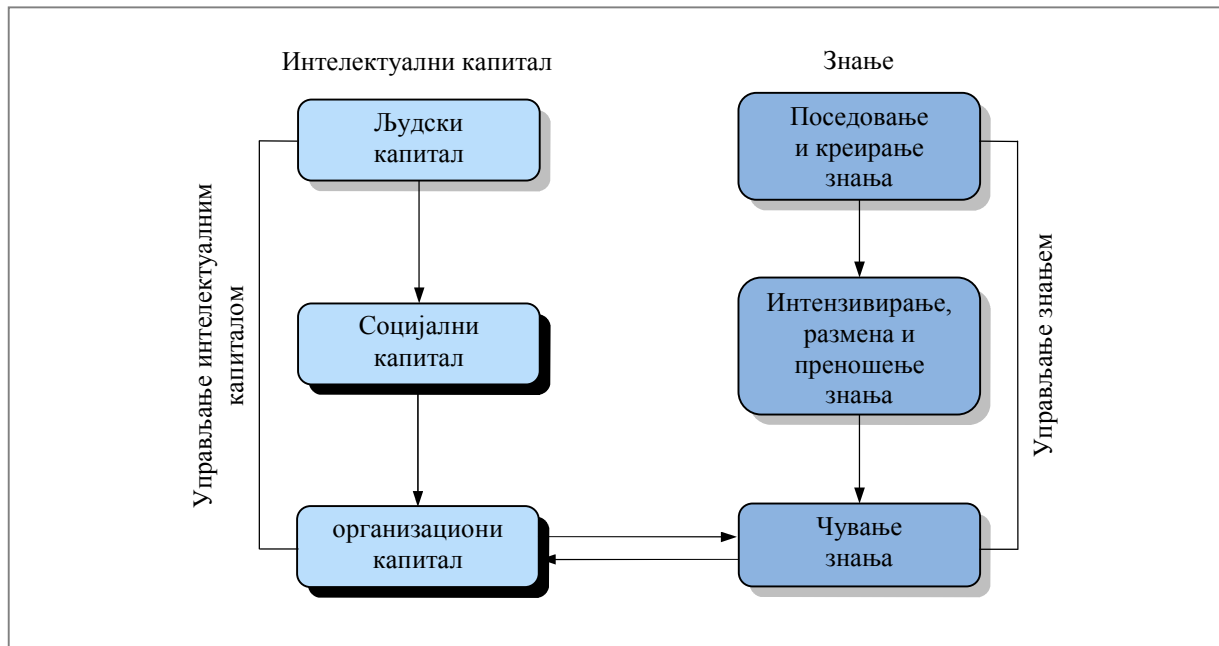 Интелектуални капитал
Знање
Људски
капитал
Поседовање
и креирање
знања
Управљање интелектуалним
капиталом
Социјални
капитал
Интензивирање,
размена и
преношење
знања
Управљање знањем
организациони
капитал
Чување
знања